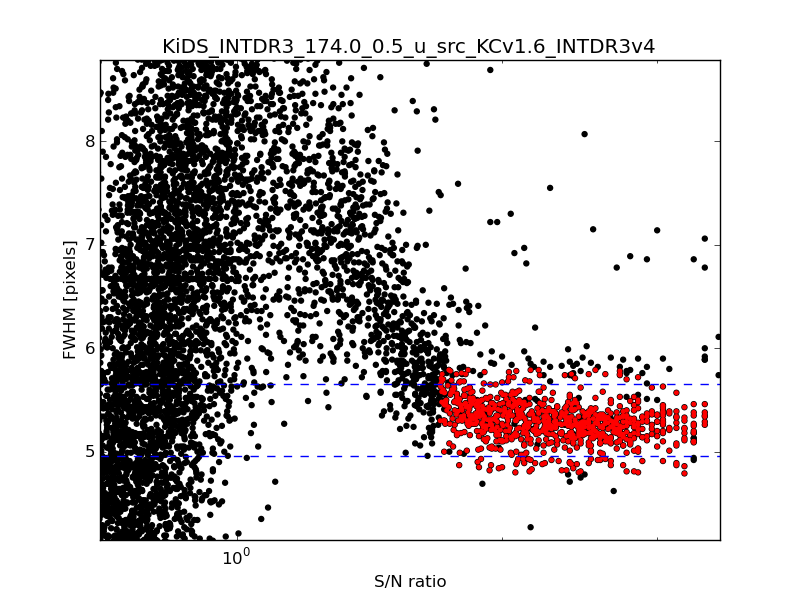 KiDS_INTDR3_174.0_0.5_u_src_KCv1.6_INTDR3v4
8
7
6
5
FWHM [pixels]
10^0
S/N ratio